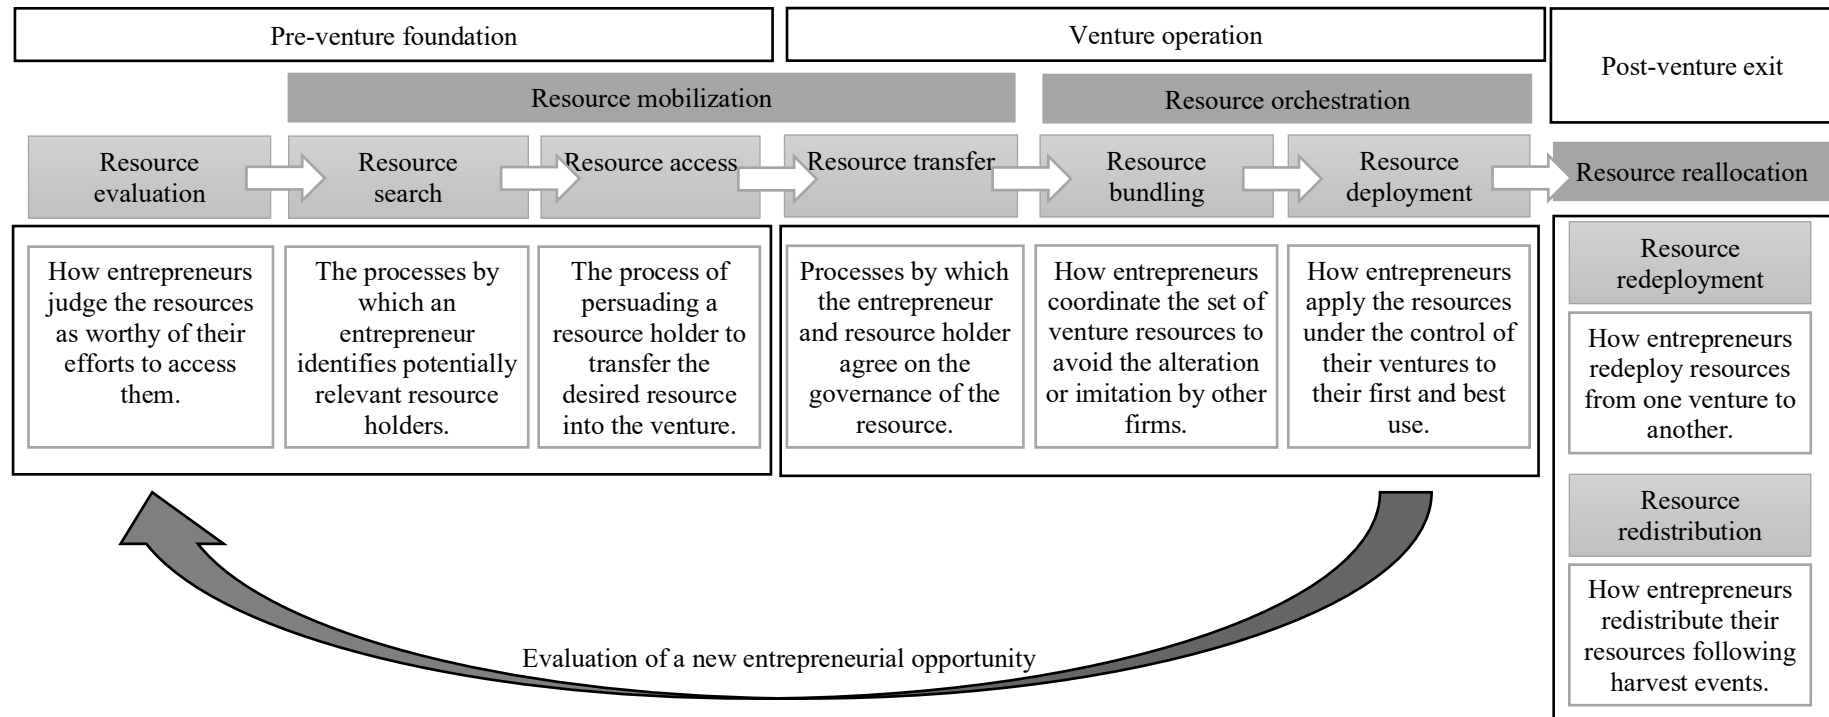 Pre-venture foundation
Venture operation
Post-venture exit
Resource mobilization
Resource orchestration
Resource
evaluation
Resource
search
Resource access
Resource transfer
Resource
bundling
Resource
deployment
Resource reallocation
How entrepreneurs
judge the resources
as worthy of their
efforts to access
them.
The processes by
which an
entrepreneur
identifies potentially
relevant resource
holders.
The process of
persuading a
resource holder to
transfer the
desired resource
into the venture.
Processes by which
the entrepreneur
and resource holder
agree on the
governance of the
resource.
How entrepreneurs
coordinate the set of
venture resources to
avoid the alteration
or imitation by other
firms.
How entrepreneurs
apply the resources
under the control of
their ventures to
their first and best
use.
Resource
redeployment
How entrepreneurs
redeploy resources
from one venture to
another.
Resource
redistribution
How entrepreneurs
redistribute their
resources following
harvest events.
Evaluation of a new entrepreneurial opportunity